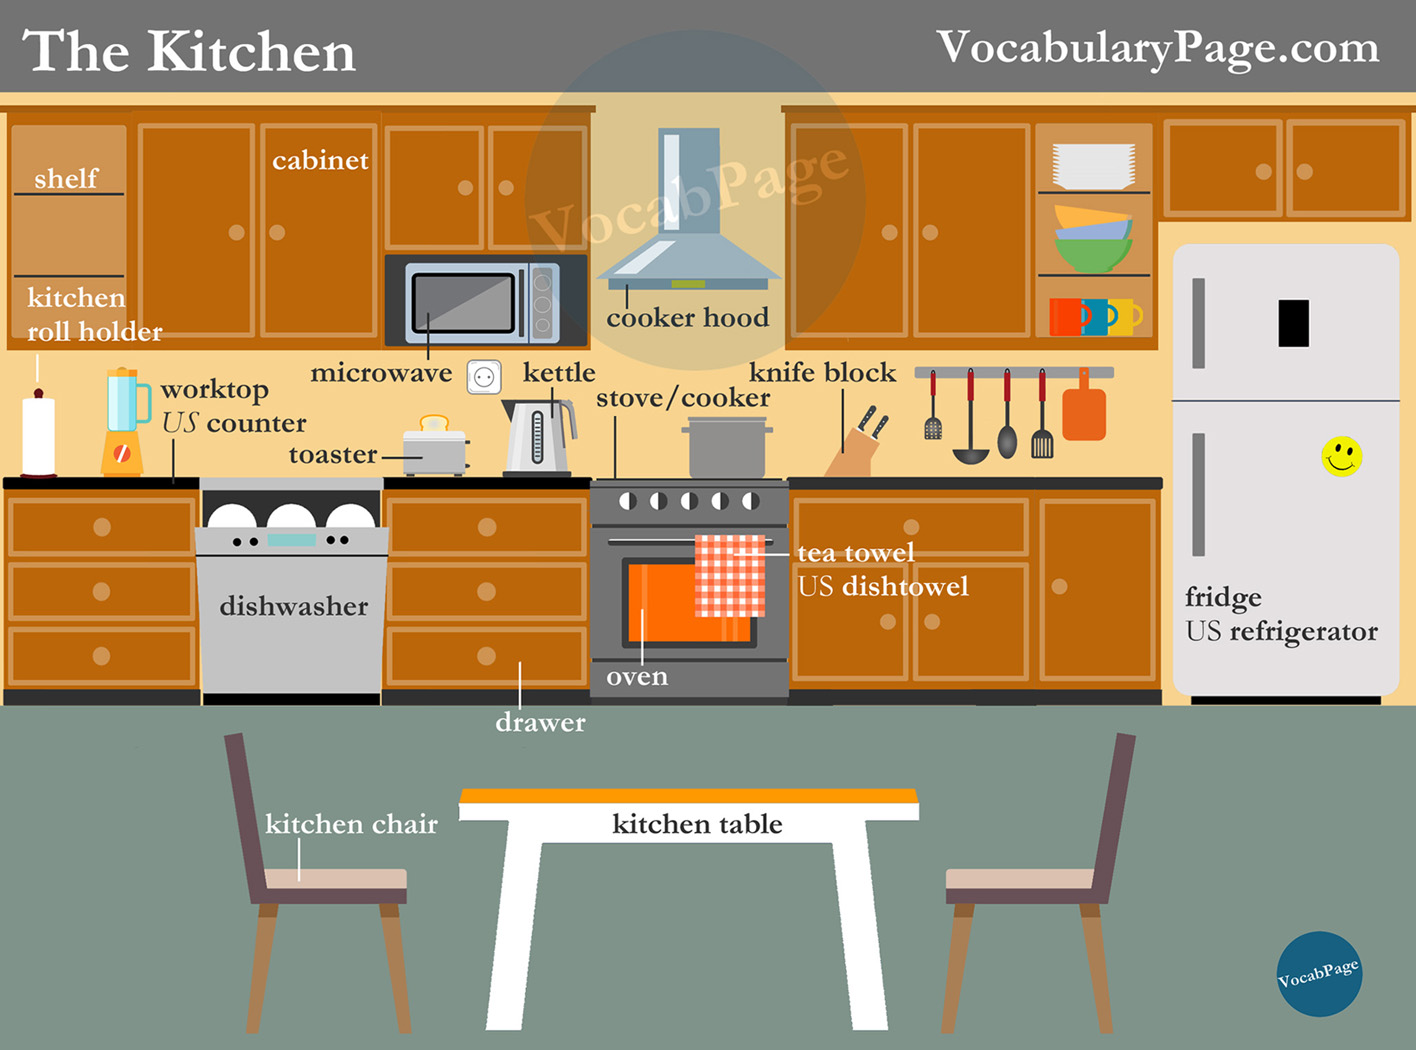 The Kitchen
VocabularyPage.com
shelf
cabinet
VocabPage
kitchen
roll holder
cooker hood
microwave
kettle
knife block
worktop
US counter
stove/cooker
toaster
tea towel
US dishtowel
dishwasher
fridge
US refrigerator
oven
drawer
kitchen chair
kitchen table
VocabPage